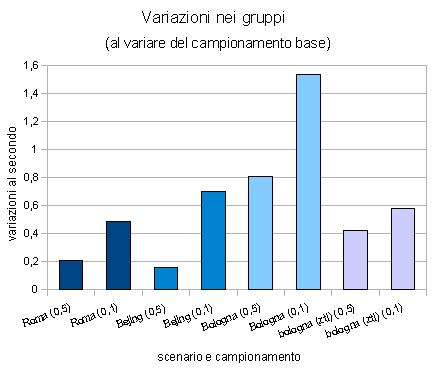 Variazioni nei gruppi
(al variare del campionamento base)
1,6
1,4
1,2
1
0,8
0,6
0,4
0,2
0
variazioni al secondo
Roma (0,5)
Roma (0,1)
Bejing (0,5)
Bejing (0,1)
Bologna (0,5)
Bologna (0,1)
bologna (ztl) (0,5)
bologna (ztl) (0,1)
scenario e campionamento